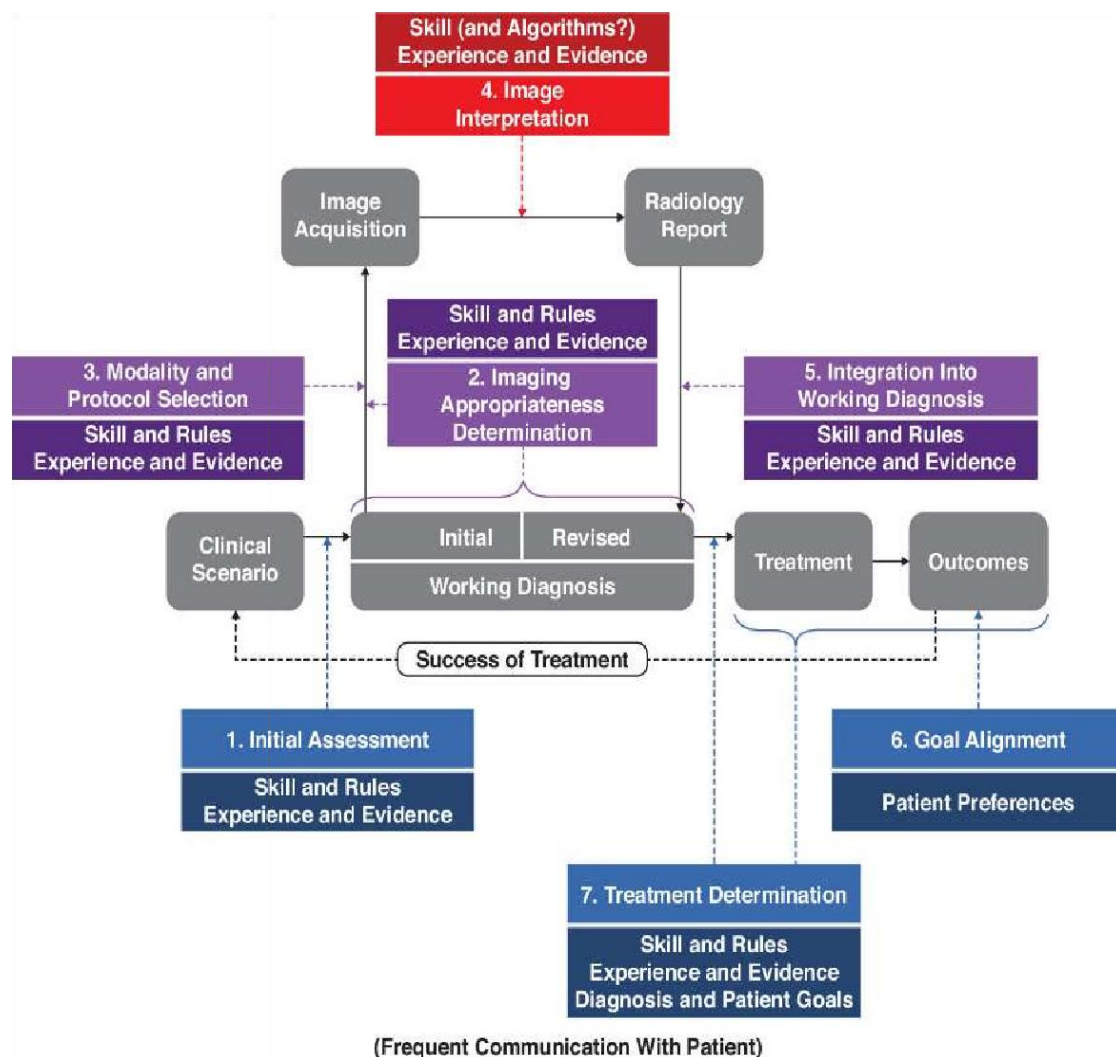 Skill (and Algorithms?)
Experience and Evidence
4. Image
Interpretation
Image
Acquisition
Radiology
Report
Skill and Rules
Experience and Evidence
3. Modality and
Protocol Selection
Skill and Rules
Experience and Evidence
2. Imaging
Appropriateness
Determination
5. Integration Into
Working Diagnosis
Skill and Rules
Experience and Evidence
Clinical
Scenario
Initial
Revised
Working Diagnosis
Treatment
Outcomes
Success of Treatment
1. Initial Assessment
Skill and Rules
Experience and Evidence
6. Goal Alignment
Patient Preferences
7. Treatment Determination
Skill and Rules
Experience and Evidence
Diagnosis and Patient Goals
(Frequent Communication With Patient)